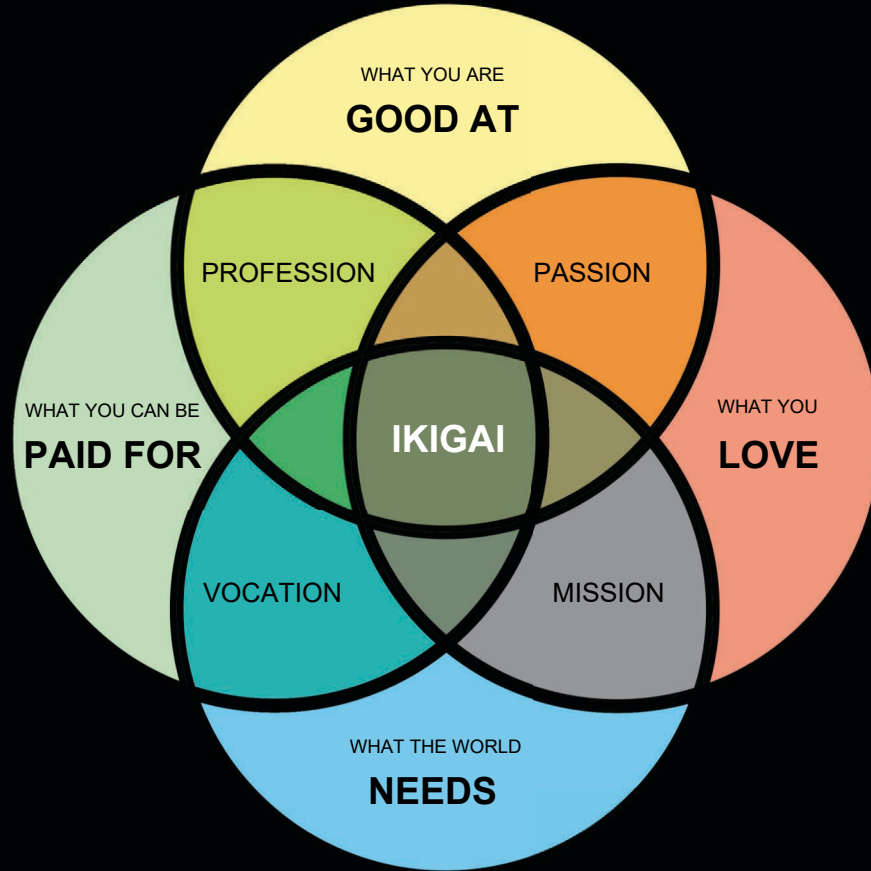 WHAT YOU ARE
GOOD AT
PROFESSION
PASSION
WHAT YOU CAN BE
PAID FOR
IKIGAI
WHAT YOU
LOVE
VOCATION
MISSION
WHAT THE WORLD
NEEDS